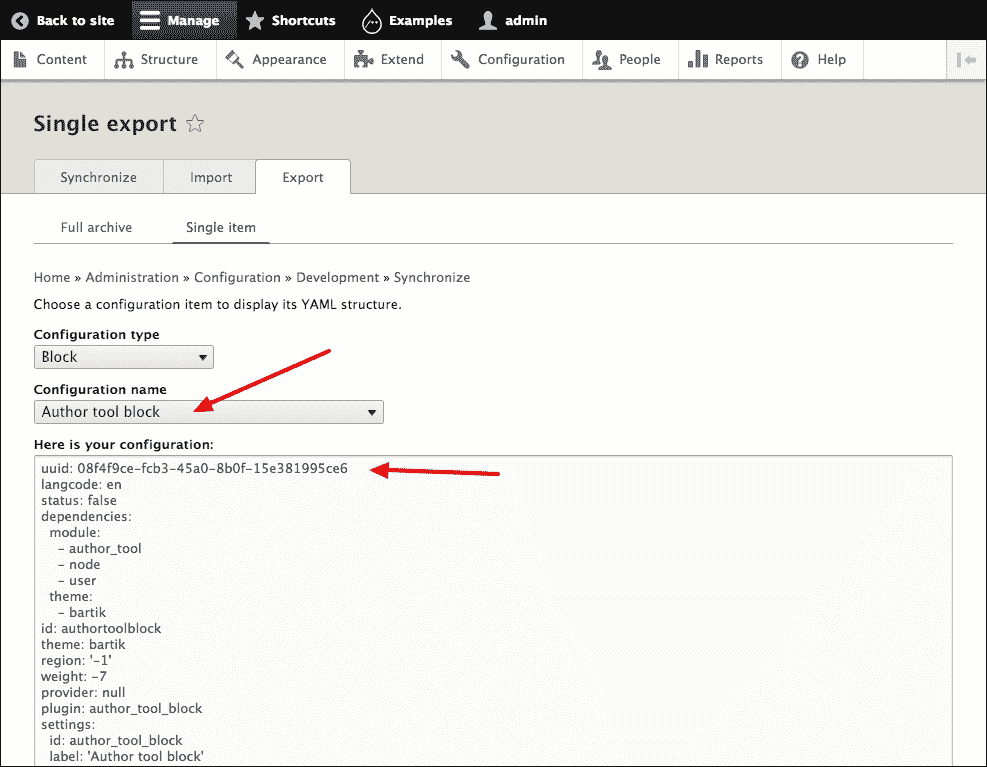 Back to site Manage Shortcuts Examples admin
Content Structure Appearance Extend Configuration People Reports Help
Single export
Synchronize Import Export
Full archive Single item
Home » Administration » Configuration » Development » Synchronize
Choose a configuration item to display its YAML structure.
Configuration type
Block
Configuration name
Author tool block
Here is your configuration:
uuid: 08f4f9ce-fcb3-45a0-8b0f-15e381995ce6
langcode: en
status: false
dependencies:
  module:
    - author_tool
    - node
    - user
  theme:
    - bartik
id: authortoolblock
theme: bartik
region: '-1'
weight: -7
provider: null
plugin: author_tool_block
settings:
  id: author_tool_block
  label: 'Author tool block'